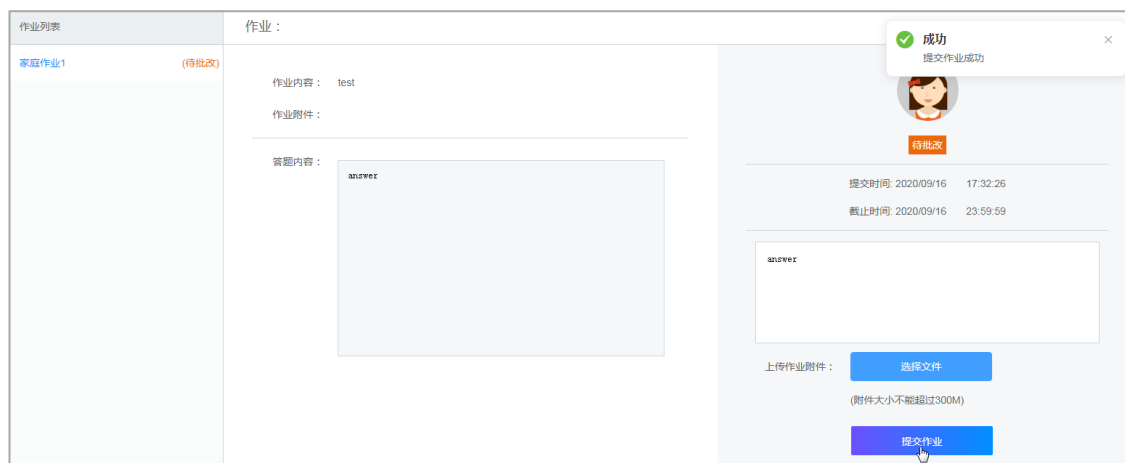 作业列表
家庭作业1 (待批改)
作业：
作业内容： test
作业附件：
答题内容：
answer
成功
提交作业成功
待批改
提交时间: 2020/09/16 17:32:26
截止时间: 2020/09/16 23:59:59
answer
上传作业附件： 选择文件
(附件大小不能超过300M)
提交作业